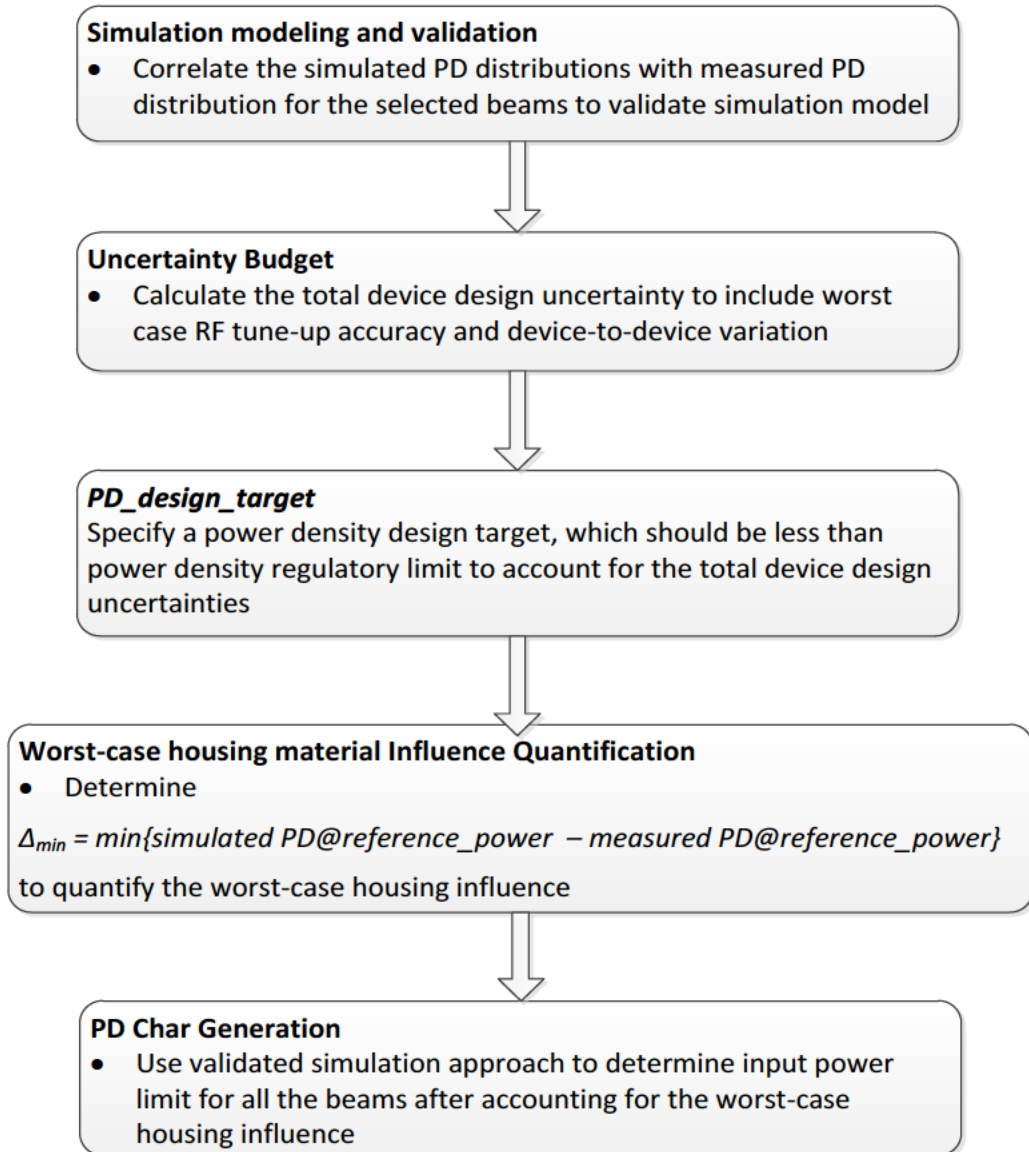 Simulation modeling and validation
• Correlate the simulated PD distributions with measured PD
distribution for the selected beams to validate simulation model
Uncertainty Budget
• Calculate the total device design uncertainty to include worst
case RF tune-up accuracy and device-to-device variation
PD_design_target
Specify a power density design target, which should be less than
power density regulatory limit to account for the total device design
uncertainties
Worst-case housing material Influence Quantification
• Determine
Δmin = min{simulated PD@reference_power – measured PD@reference_power}
to quantify the worst-case housing influence
PD Char Generation
• Use validated simulation approach to determine input power
limit for all the beams after accounting for the worst-case
housing influence